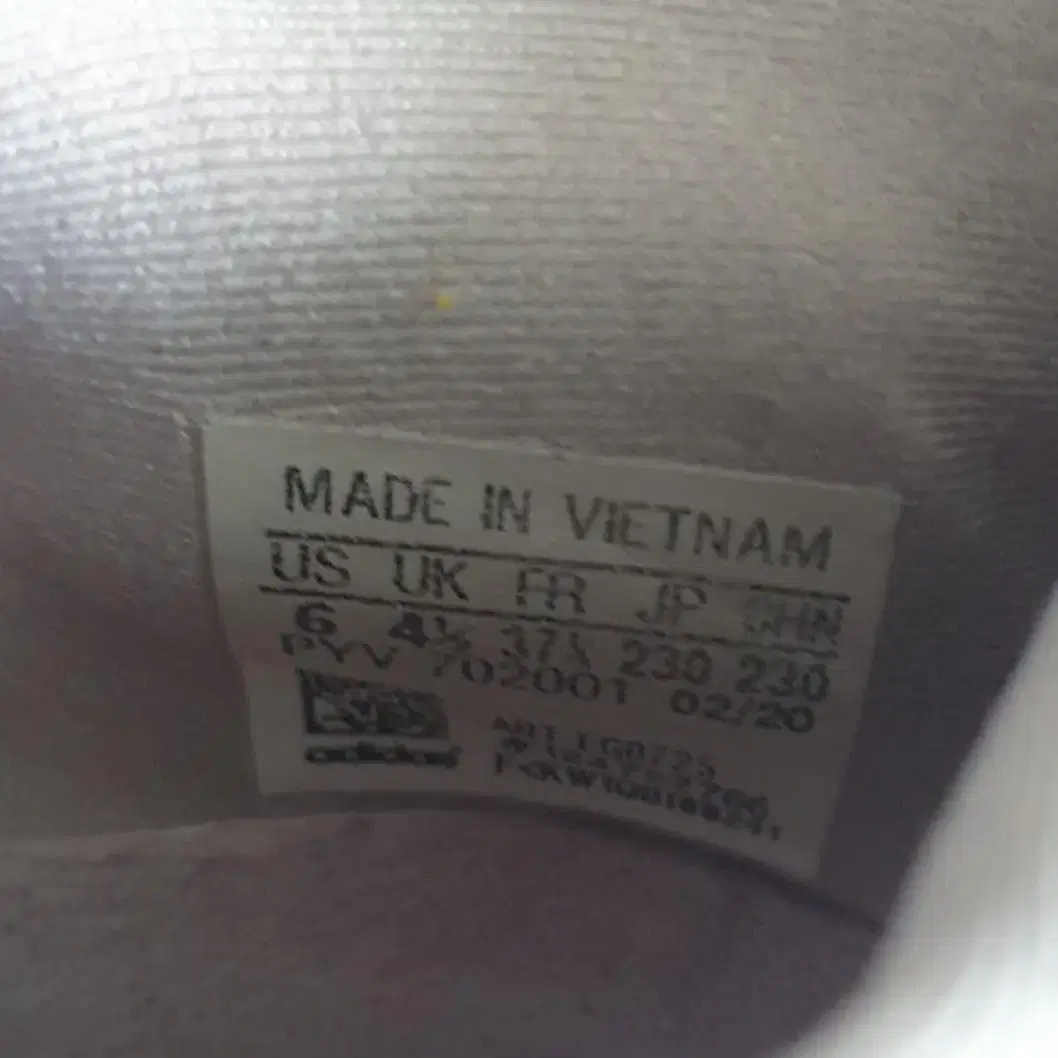 MADE IN VIETNAM
US UK FR JP CHN
6 4½ 37⅓ 230 230
PYV 702001 02/20
adidas
ART